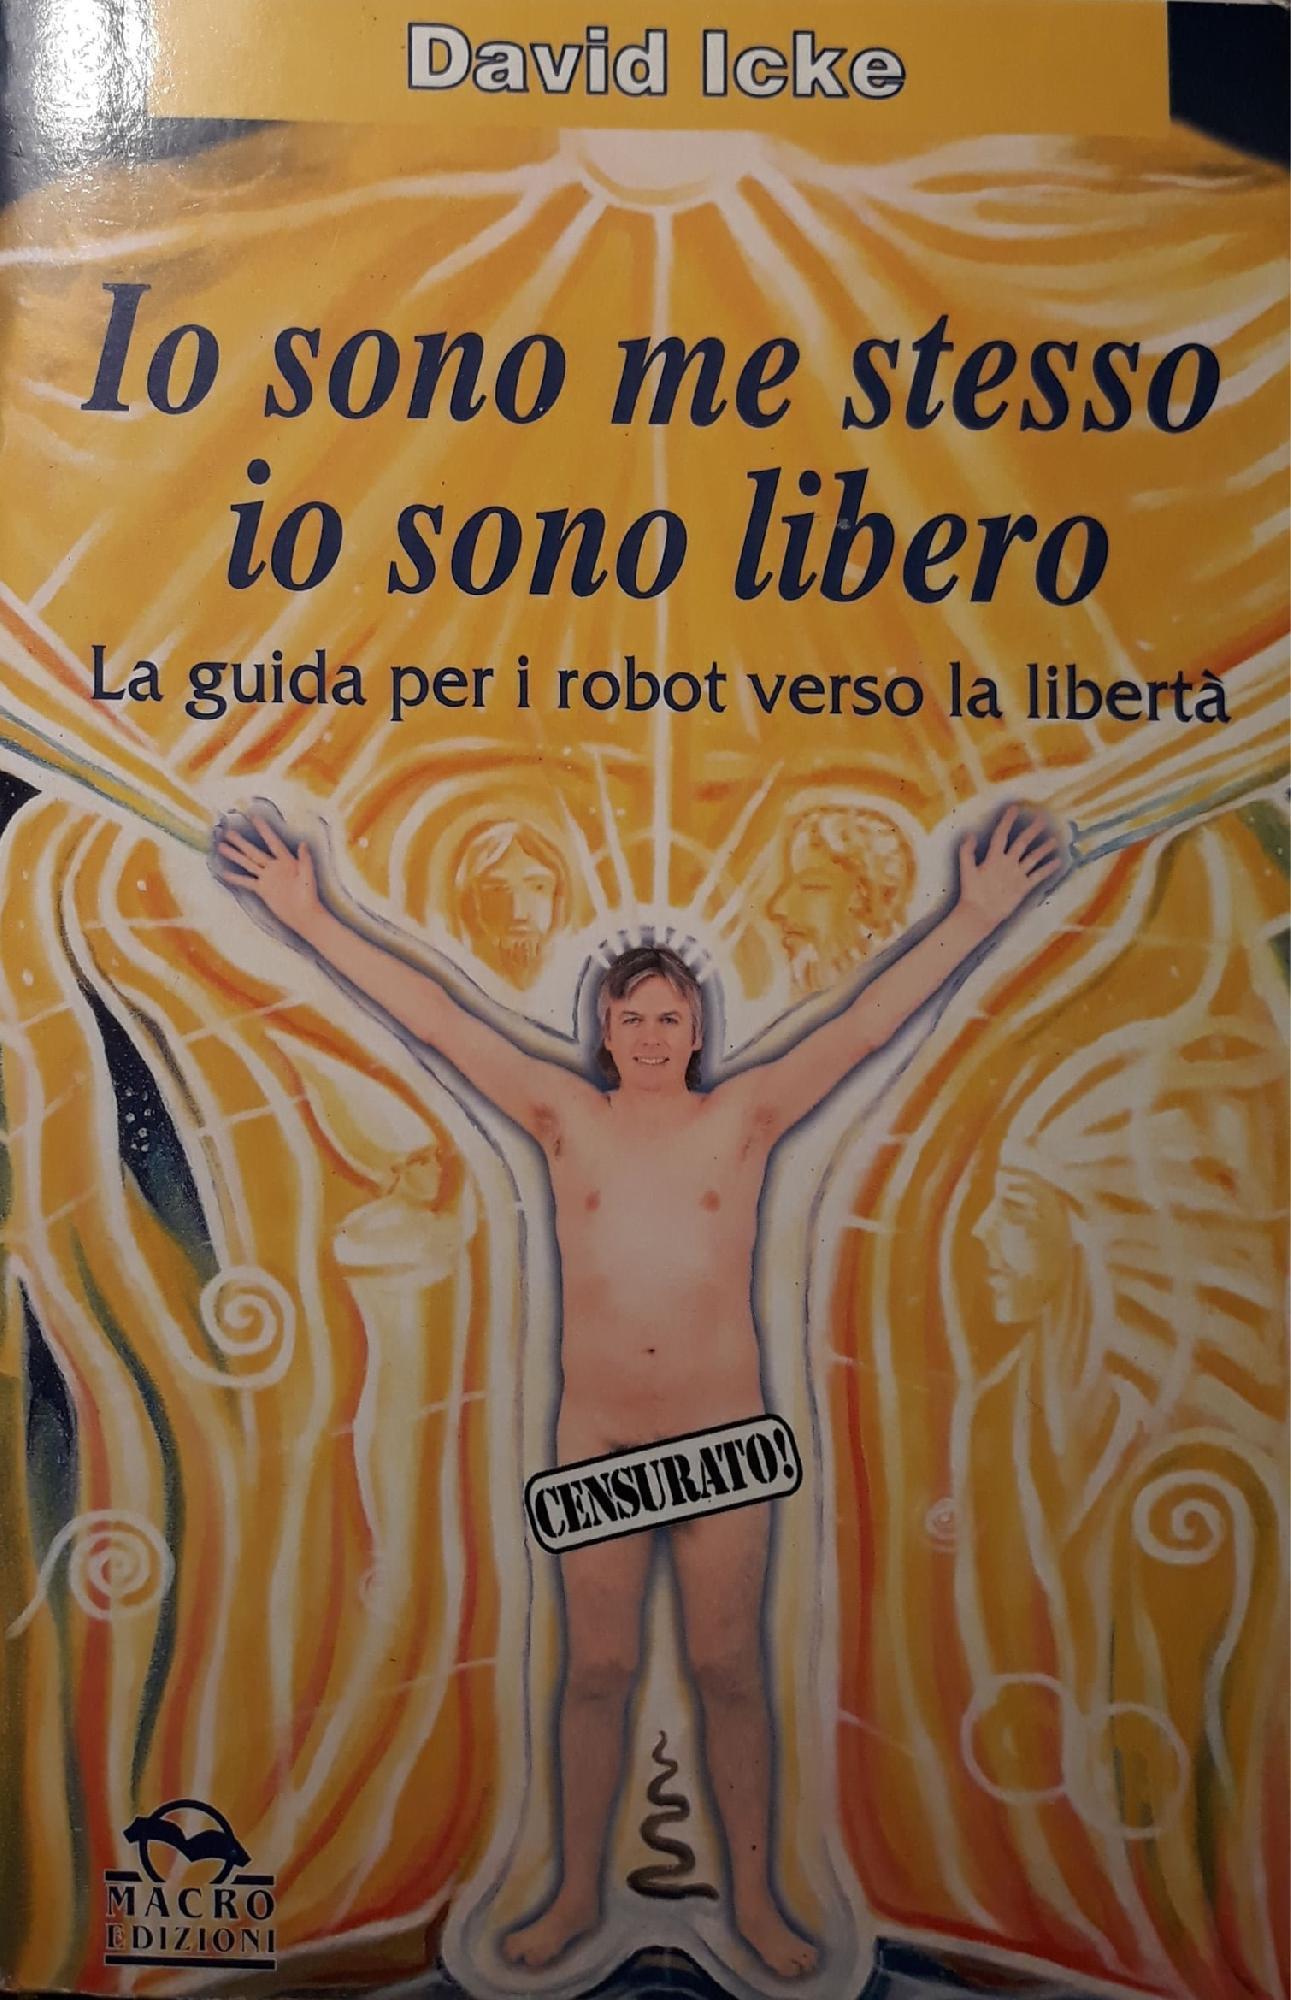 David Icke
Io sono me stesso
io sono libero
La guida per i robot verso la libertà
CENSURATO!
MACRO
EDIZIONI